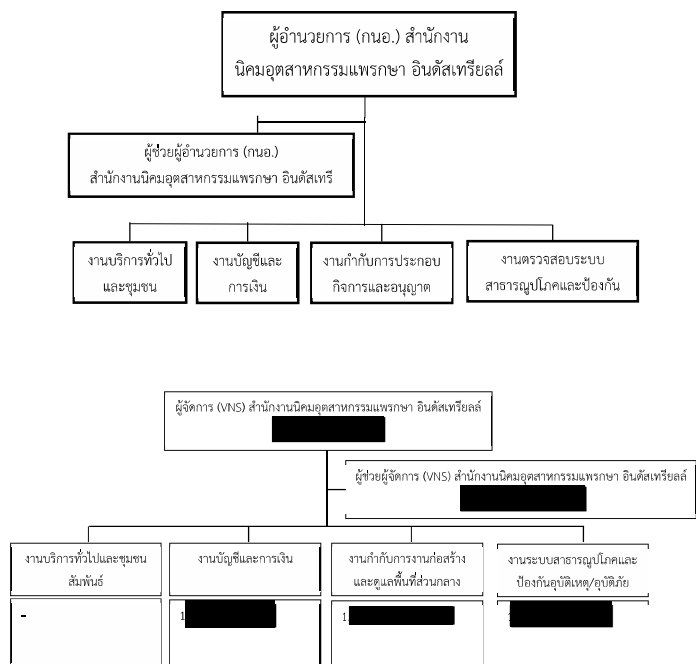 ผู้อำนวยการ (กนอ.) สำนักงาน
นิคมอุตสาหกรรมแพรกษา อินดัสเทรียลล์
ผู้ช่วยผู้อำนวยการ (กนอ.)
สำนักงานนิคมอุตสาหกรรมแพรกษา อินดัสเทรี
งานบริการทั่วไป
และชุมชน
งานบัญชีและ
การเงิน
งานกำกับการประกอบ
กิจการและอนุญาต
งานตรวจสอบระบบ
สาธารณูปโภคและป้องกัน
ผู้จัดการ (VNS) สำนักงานนิคมอุตสาหกรรมแพรกษา อินดัสเทรียลล์
ผู้ช่วยผู้จัดการ (VNS) สำนักงานนิคมอุตสาหกรรมแพรกษา อินดัสเทรียลล์
งานบริการทั่วไปและชุมชน
สัมพันธ์
งานบัญชีและการเงิน
งานกำกับการงานก่อสร้าง
และดูแลพื้นที่ส่วนกลาง
งานระบบสาธารณูปโภคและ
ป้องกันอุบัติเหตุ/อุบัติภัย
-
1
1.